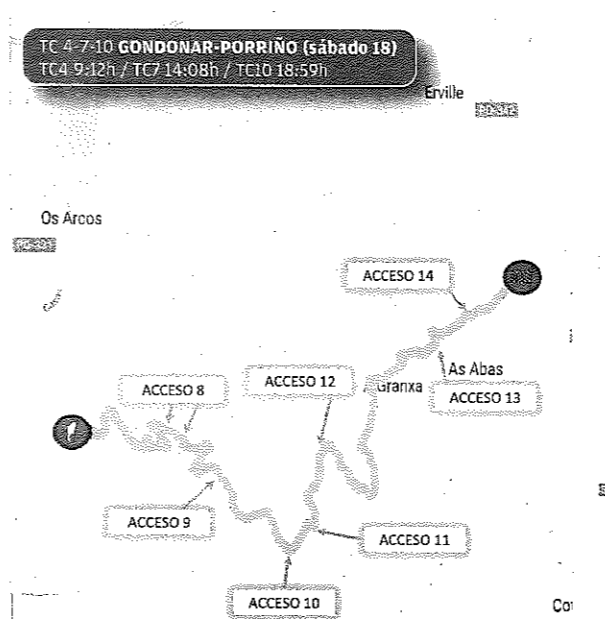 TC 4-7-10 GONDONAR-PORRIÑO (sábado 18)
TC4 9:12h / TC7 14:08h / TC10 18:59h
Erville
Os Arcos
ACCESO 14
ACCESO 12
Granxa
As Abas
ACCESO 13
ACCESO 8
ACCESO 9
ACCESO 11
ACCESO 10